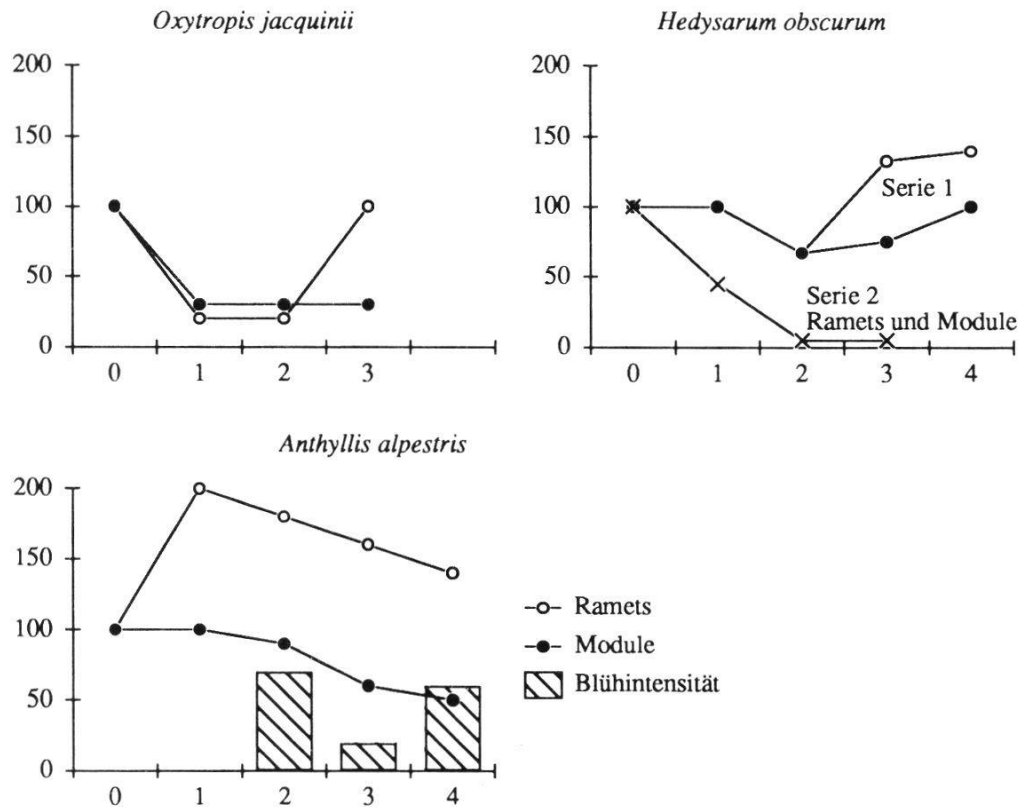 Oxytropis jacquinii
200
150
100
50
0
0 1 2 3
Hedysarum obscurum
200
150
100
50
0
Serie 1
Serie 2
Ramets und Module
0 1 2 3 4
Anthyllis alpestris
200
150
100
50
0
0 1 2 3 4
Ramets
Module
Blühintensität